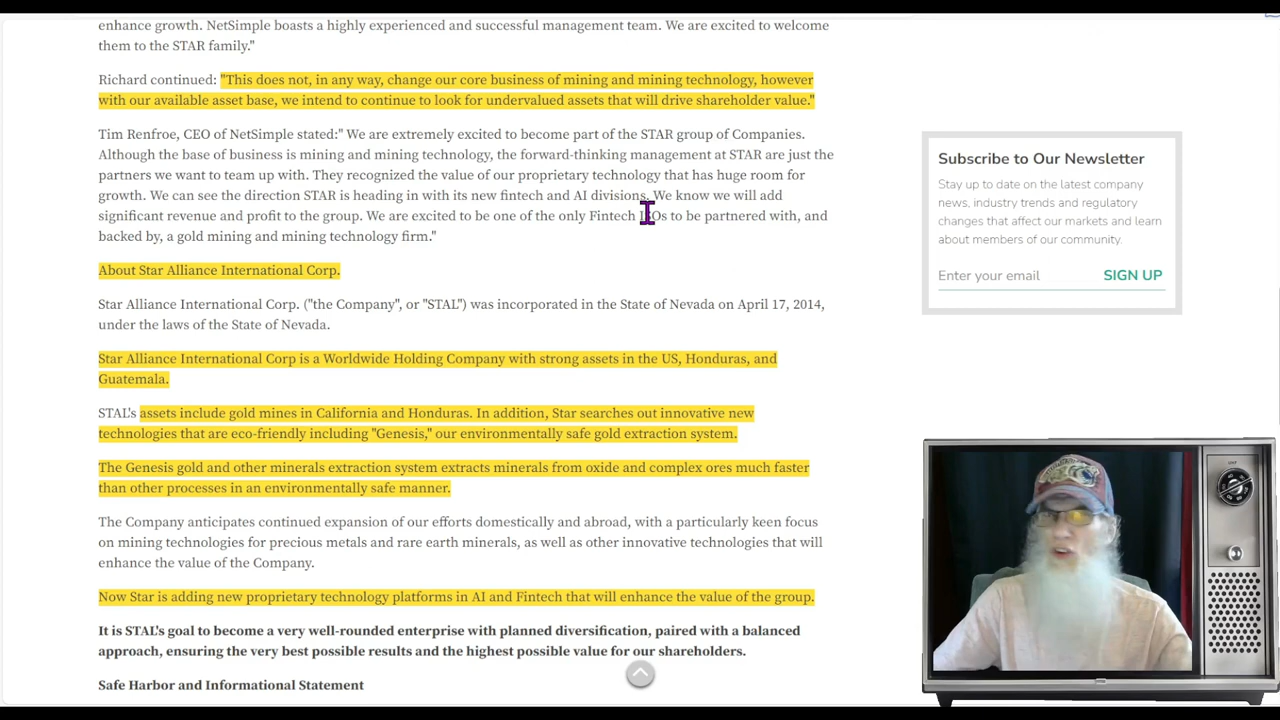 enhance growth. NetSimple boasts a highly experienced and successful management team. We are excited to welcome
them to the STAR family."
Richard continued: "This does not, in any way, change our core business of mining and mining technology, however
with our available asset base, we intend to continue to look for undervalued assets that will drive shareholder value."
Tim Renfroe, CEO of NetSimple stated:" We are extremely excited to become part of the STAR group of Companies.
Although the base of business is mining and mining technology, the forward-thinking management at STAR are just the
partners we want to team up with. They recognized the value of our proprietary technology that has huge room for
growth. We can see the direction STAR is heading in with its new fintech and AI divisions. We know we will add
significant revenue and profit to the group. We are excited to be one of the only Fintech to be partnered with, and
backed by, a gold mining and mining technology firm."
About Star Alliance International Corp.
Star Alliance International Corp. ("the Company", or "STAL") was incorporated in the State of Nevada on April 17, 2014,
under the laws of the State of Nevada.
Star Alliance International Corp is a Worldwide Holding Company with strong assets in the US, Honduras, and
Guatemala.
STAL's assets include gold mines in California and Honduras. In addition, Star searches out innovative new
technologies that are eco-friendly including "Genesis," our environmentally safe gold extraction system.
The Genesis gold and other minerals extraction system extracts minerals from oxide and complex ores much faster
than other processes in an environmentally safe manner.
The Company anticipates continued expansion of our efforts domestically and abroad, with a particularly keen focus
on mining technologies for precious metals and rare earth minerals, as well as other innovative technologies that will
enhance the value of the Company.
Now Star is adding new proprietary technology platforms in AI and Fintech that will enhance the value of the group.
It is STAL's goal to become a very well-rounded enterprise with planned diversification, paired with a balanced
approach, ensuring the very best possible results and the highest possible value for our shareholders.
Safe Harbor and Informational Statement
Subscribe to Our Newsletter
Stay up to date on the latest company
news, industry trends and regulatory
changes that affect our markets and learn
about members of our community.
Enter your email SIGN UP